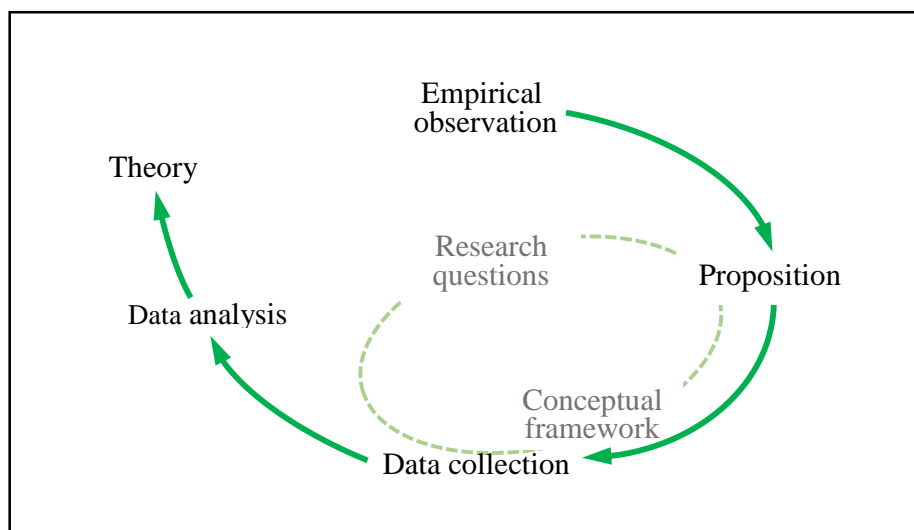 Empirical
observation
Theory
Research
questions
Proposition
Data analysis
Conceptual
framework
Data collection